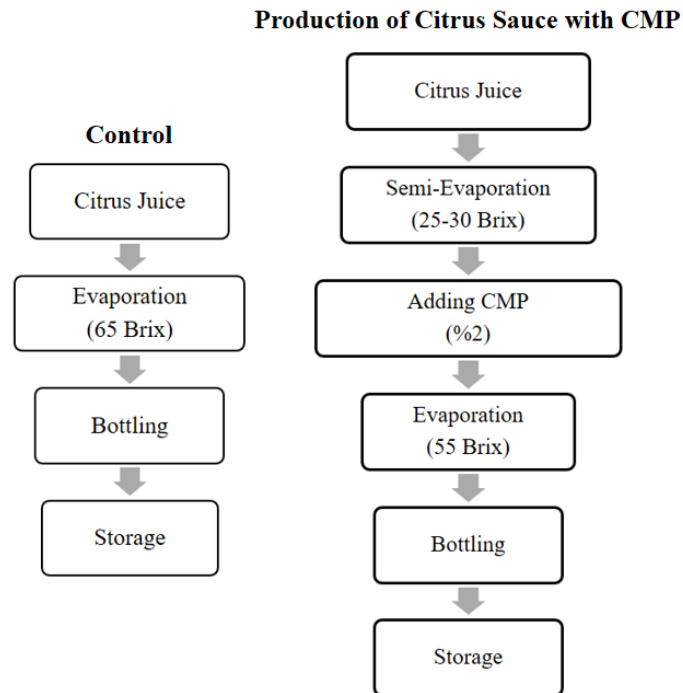 Production of Citrus Sauce with CMP
Control
Citrus Juice
Evaporation
(65 Brix)
Bottling
Storage
Citrus Juice
Semi-Evaporation
(25-30 Brix)
Adding CMP
(%2)
Evaporation
(55 Brix)
Bottling
Storage